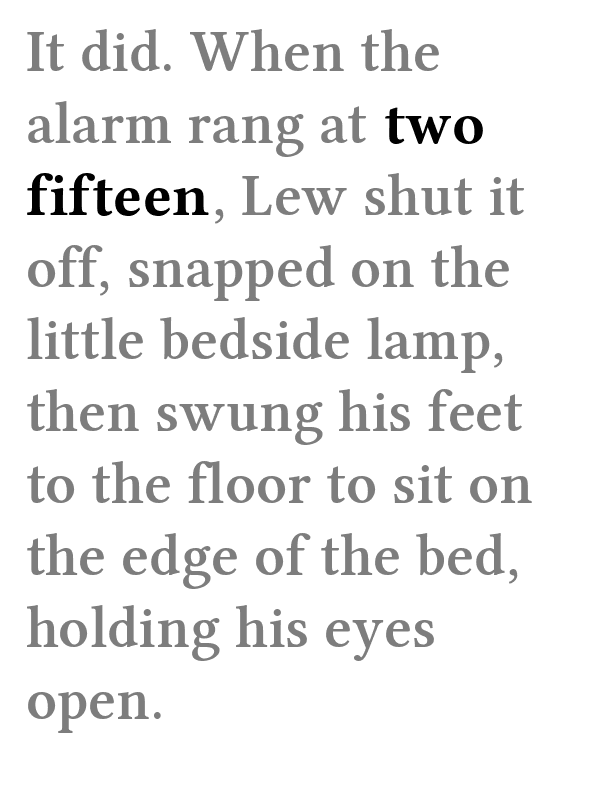 It did. When the
alarm rang at two
fifteen, Lew shut it
off, snapped on the
little bedside lamp,
then swung his feet
to the floor to sit on
the edge of the bed,
holding his eyes
open.